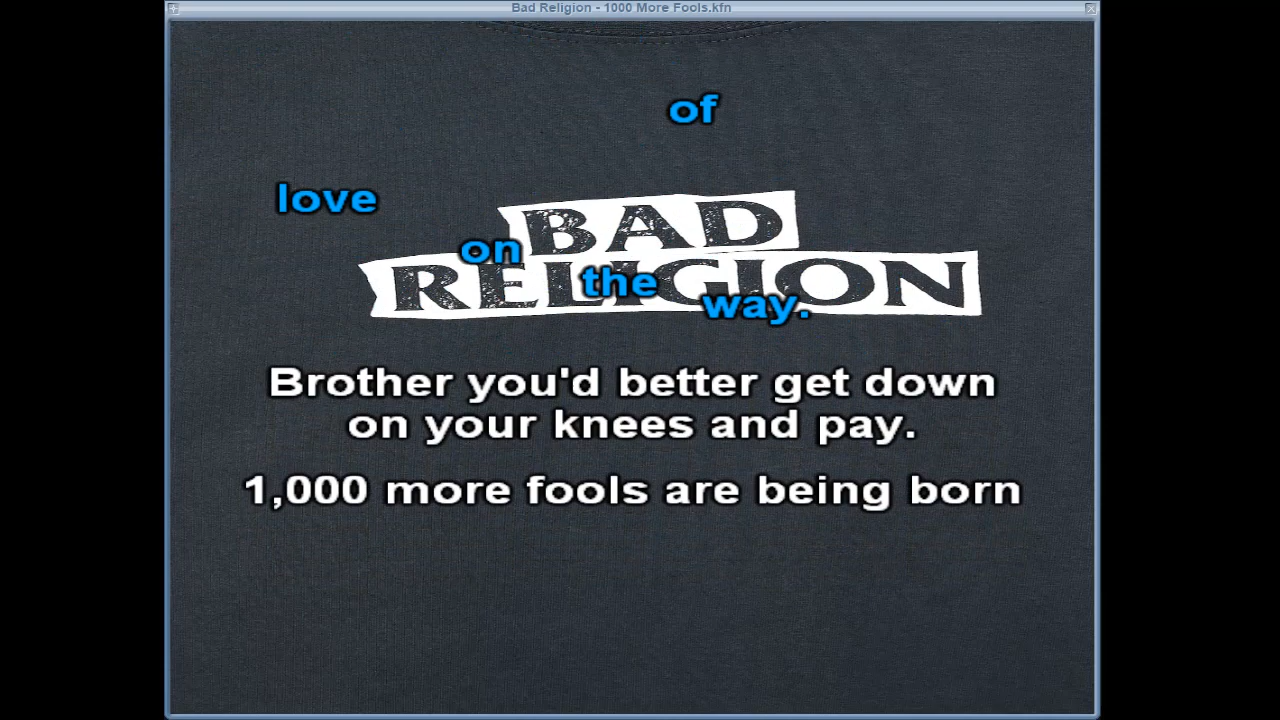 Bad Religion - 1000 More Fools.kfn
of
love
on
the
way.
BAD
RELIGION
Brother you'd better get down
on your knees and pay.
1,000 more fools are being born